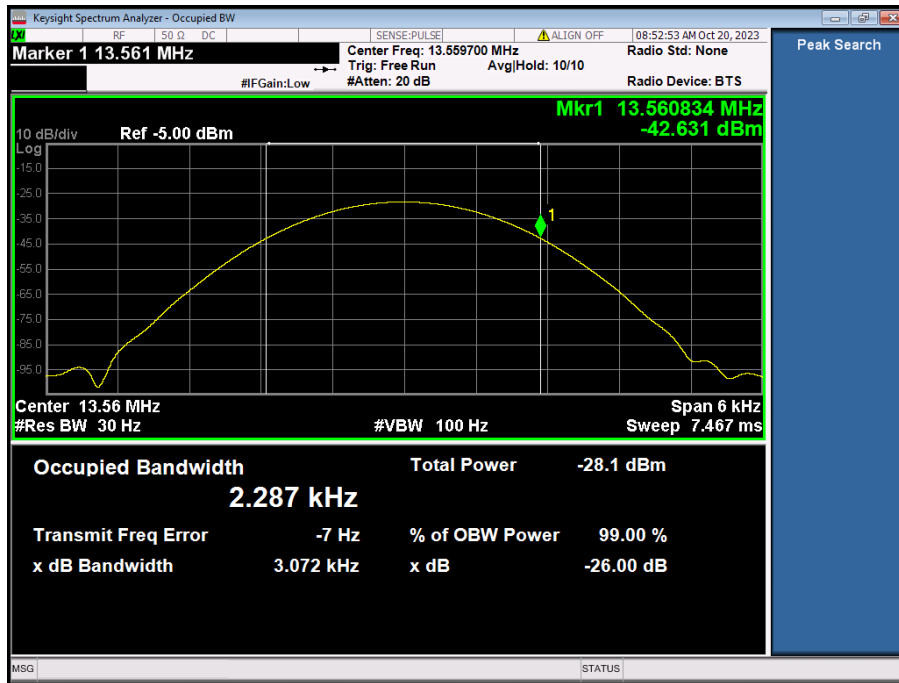 Keysight Spectrum Analyzer - Occupied BW
LXI RF 50 Ω DC SENSE:PULSE ALIGN OFF 08:52:53 AM Oct 20, 2023
Marker 1 13.561 MHz
Center Freq: 13.559700 MHz Radio Std: None
Trig: Free Run Avg|Hold: 10/10
#IFGain:Low #Atten: 20 dB Radio Device: BTS
Peak Search
Mkr1 13.560834 MHz
10 dB/div Ref -5.00 dBm -42.631 dBm
Log
-15.0
-25.0
1
-35.0
-45.0
-55.0
-65.0
-75.0
-85.0
-95.0
Center 13.56 MHz Span 6 kHz
#Res BW 30 Hz #VBW 100 Hz Sweep 7.467 ms
Occupied Bandwidth Total Power -28.1 dBm
2.287 kHz
Transmit Freq Error -7 Hz % of OBW Power 99.00 %
x dB Bandwidth 3.072 kHz x dB -26.00 dB
MSG STATUS